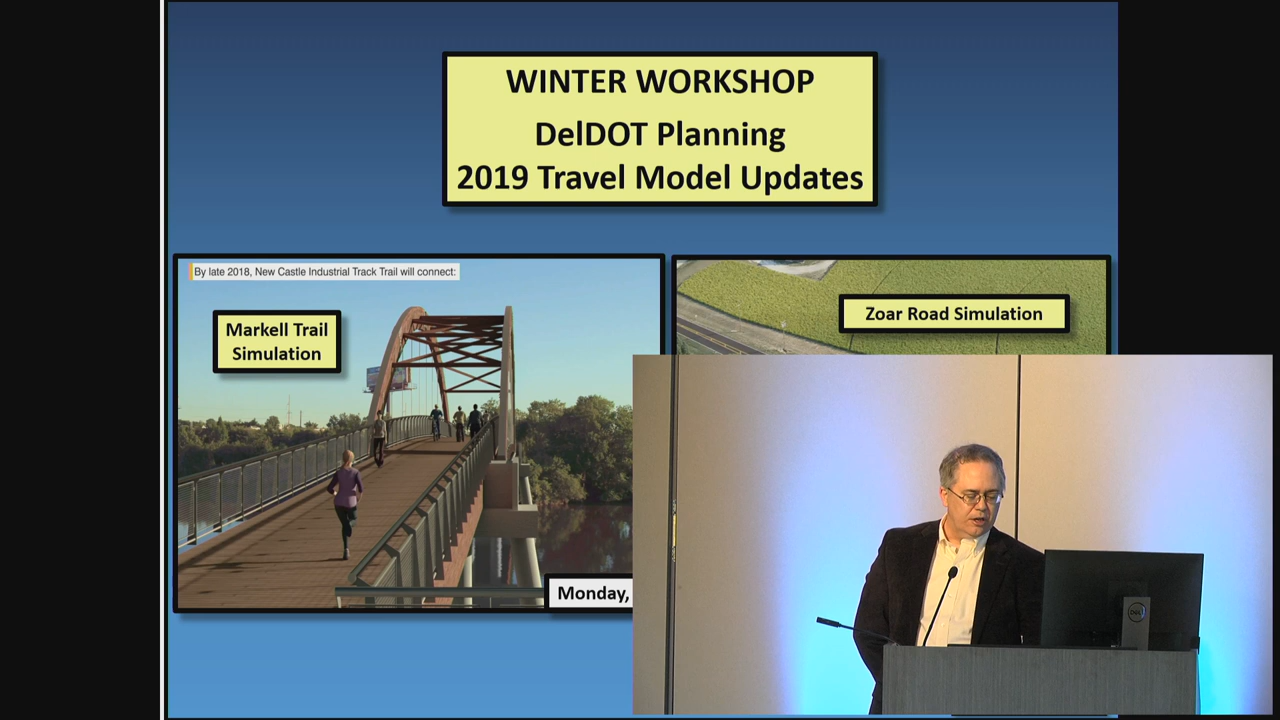 WINTER WORKSHOP
DelDOT Planning
2019 Travel Model Updates
By late 2018, New Castle Industrial Track Trail will connect:
Markell Trail
Simulation
Zoar Road Simulation
Monday,
DELL